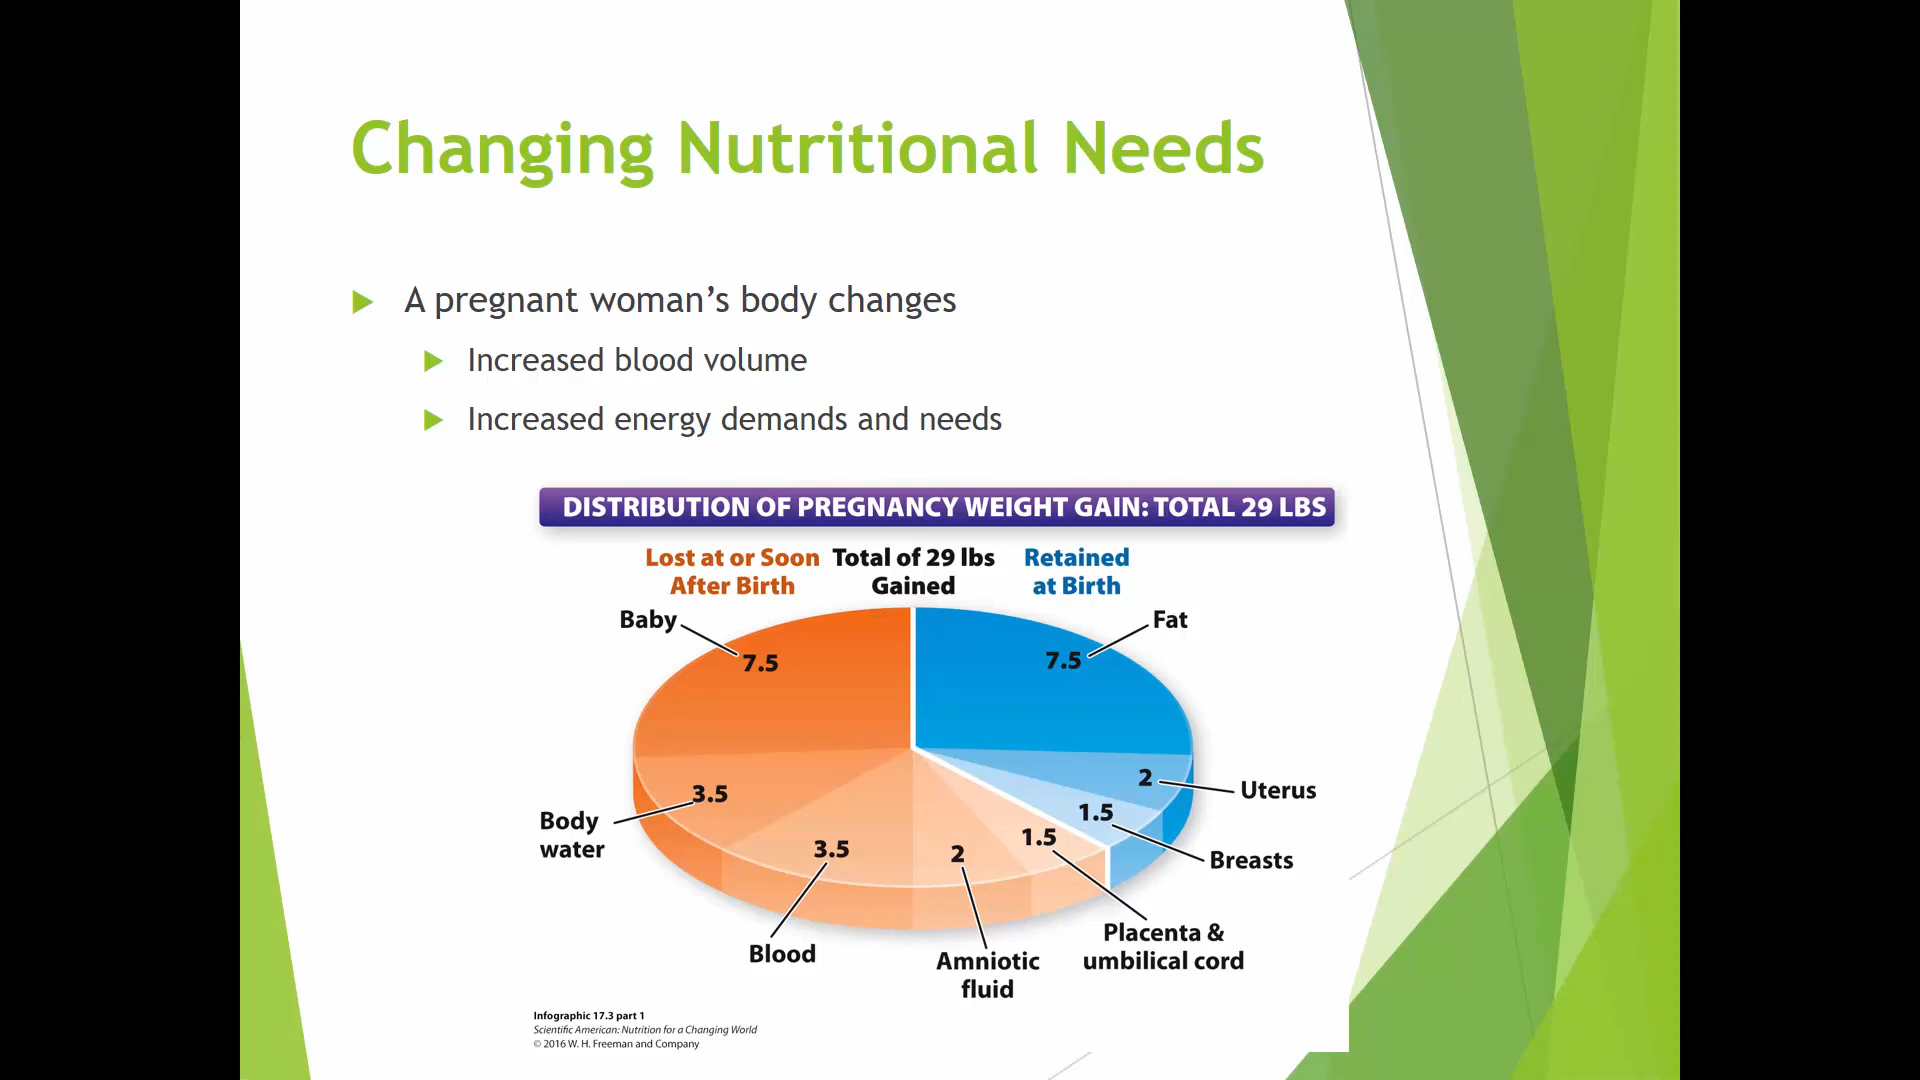 Changing Nutritional Needs
A pregnant woman’s body changes
Increased blood volume
Increased energy demands and needs
DISTRIBUTION OF PREGNANCY WEIGHT GAIN: TOTAL 29 LBS
Lost at or Soon
After Birth
Total of 29 lbs
Gained
Retained
at Birth
Baby
7.5
Fat
7.5
Body
water
3.5
Blood
3.5
Amniotic
fluid
2
Placenta &
umbilical cord
1.5
Breasts
1.5
Uterus
2
Infographic 17.3 part 1
Scientific American: Nutrition for a Changing World
© 2016 W. H. Freeman and Company